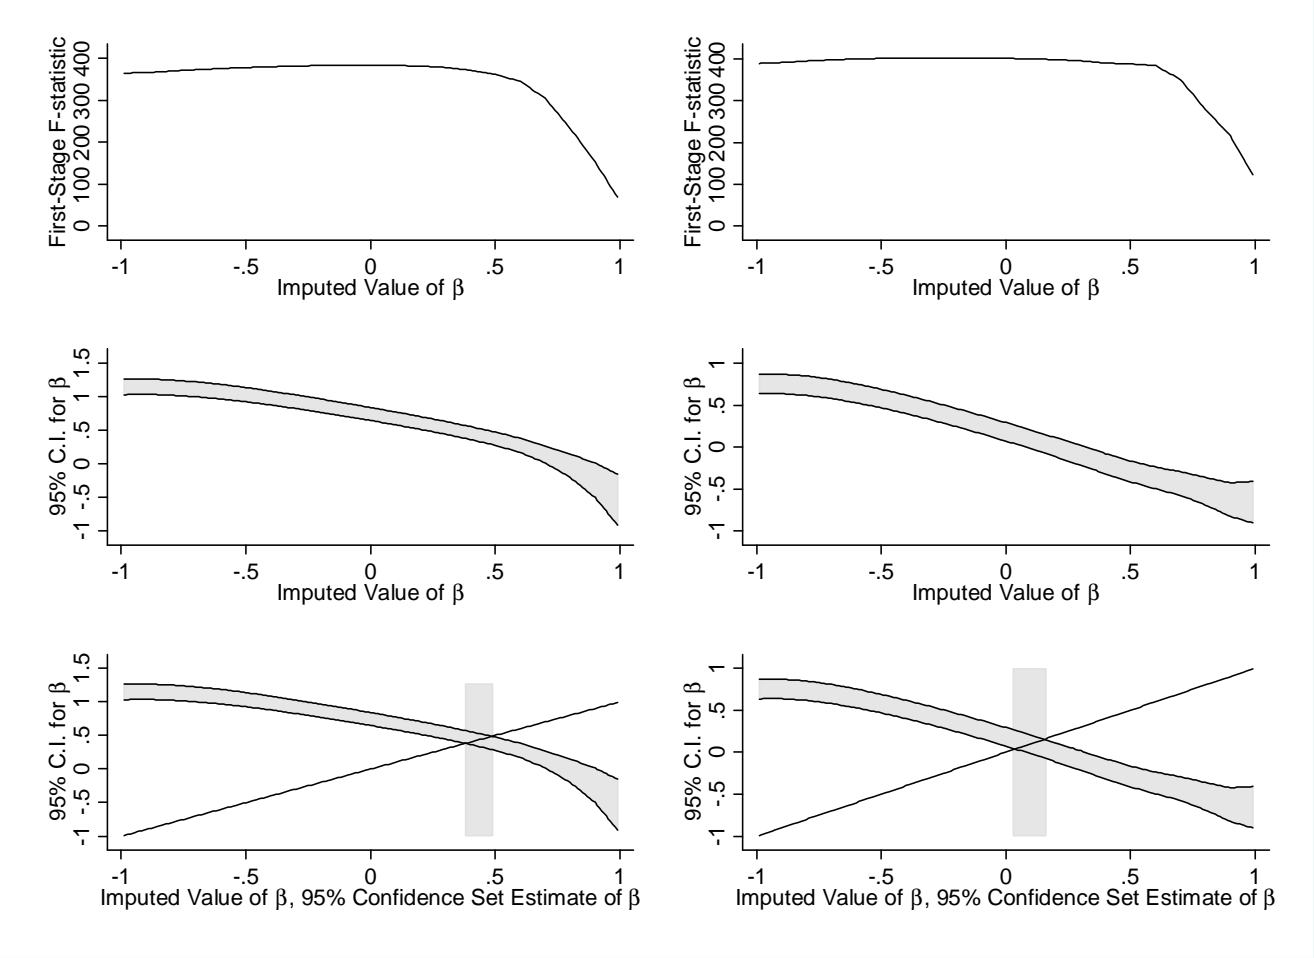 First-Stage F-statistic
0 100 200 300 400
-1 -.5 0 .5 1
Imputed Value of β
First-Stage F-statistic
0 100 200 300 400
-1 -.5 0 .5 1
Imputed Value of β
95% C.I. for β
-1 -.5 0 .5 1 1.5
-1 -.5 0 .5 1
Imputed Value of β
95% C.I. for β
-1 -.5 0 .5 1
-1 -.5 0 .5 1
Imputed Value of β
95% C.I. for β
-1 -.5 0 .5 1 1.5
-1 -.5 0 .5 1
Imputed Value of β, 95% Confidence Set Estimate of β
95% C.I. for β
-1 -.5 0 .5 1
-1 -.5 0 .5 1
Imputed Value of β, 95% Confidence Set Estimate of β